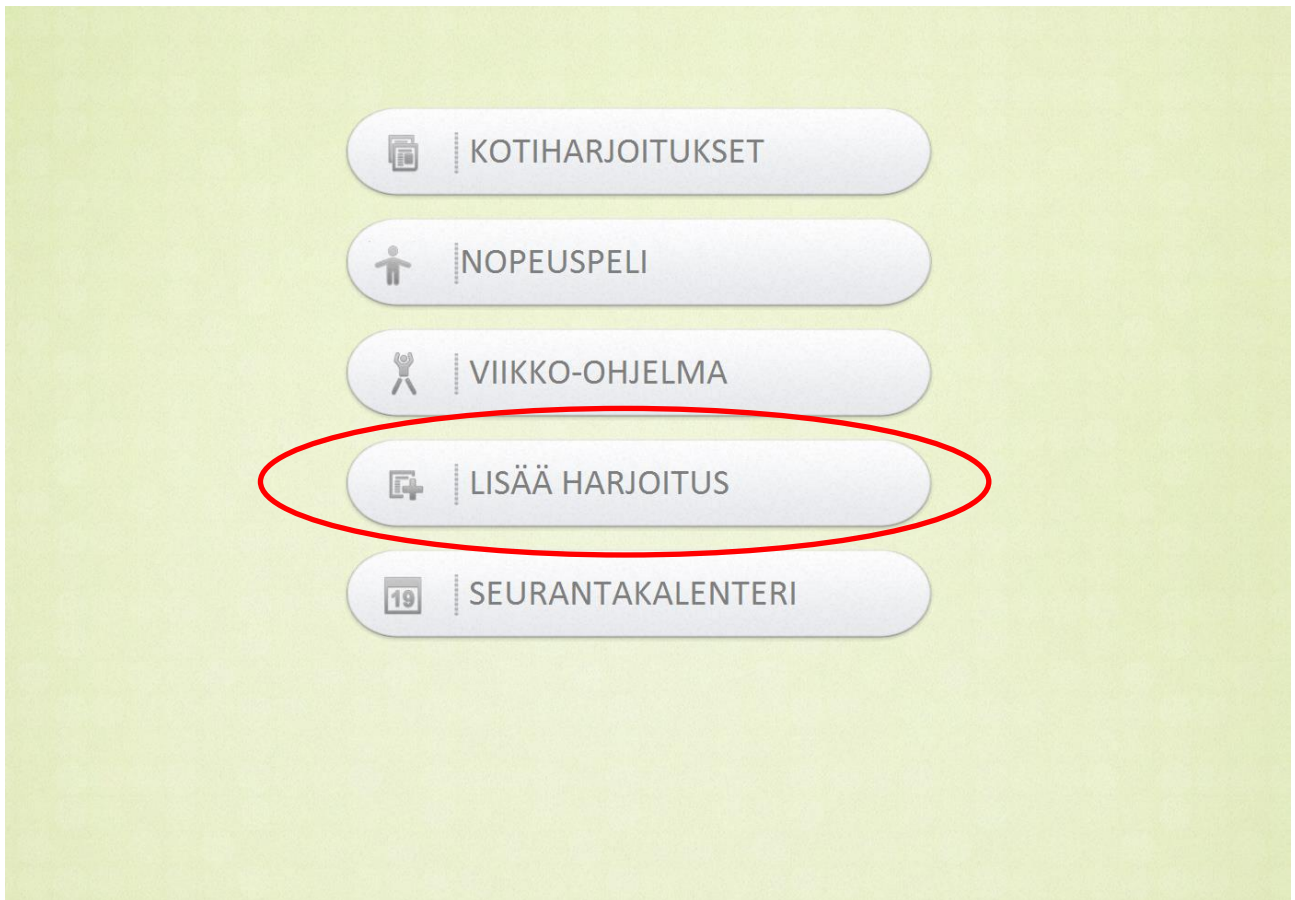 KOTIHARJOITUKSET
NOPEUSPELI
VIIKKO-OHJELMA
LISÄÄ HARJOITUS
19
SEURANTAKALENTERI